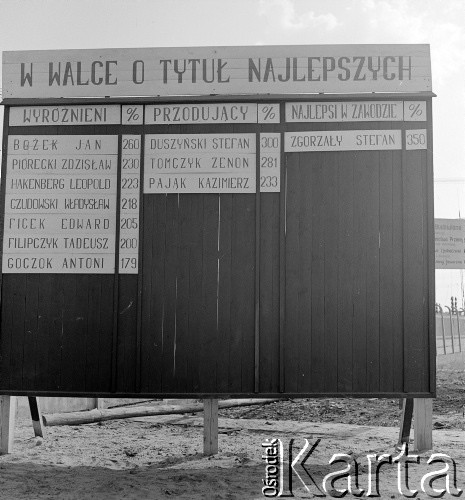 W WALCE O TYTUŁ NAJLEPSZYCH
WYRÓŻNIENI %
BOŻEK JAN 260
PIÓRECKI ZDZISŁAW 230
HAKENBERG LEOPOLD 223
CZUDOWSKI WŁADYSŁAW 218
FICEK EDWARD 205
FILIPCZYK TADEUSZ 200
GOCZOK ANTONI 179
PRZODUJĄCY %
DUSZYŃSKI STEFAN 300
TOMCZYK ZENON 281
PAJĄK KAZIMIERZ 233
NAJLEPSI W ZAWODZIE %
ZGORZAŁY STEFAN 350
ośrodek
Karta